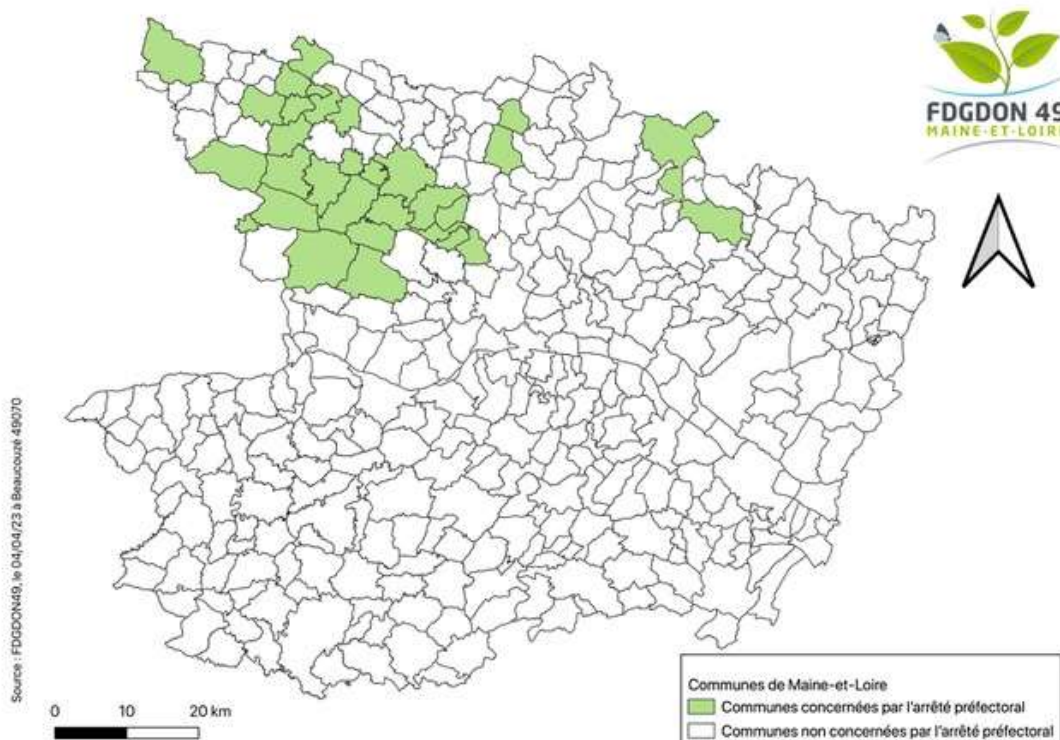 FDGDON 49
MAINE-ET-LOIRE
Source : FDGDON49, le 04/04/23 à Beaucouzé 49070
0 10 20 km
Communes de Maine-et-Loire
Communes concernées par l'arrêté préfectoral
Communes non concernées par l'arrêté préfectoral